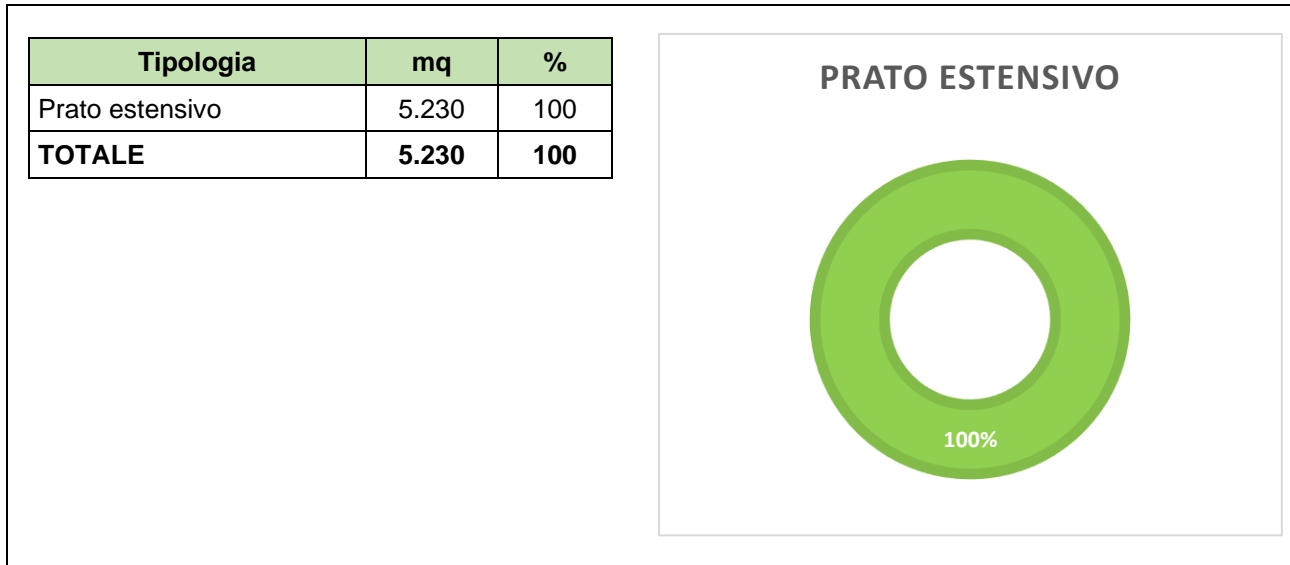 Tipologia mq %
Prato estensivo 5.230 100
TOTALE 5.230 100
PRATO ESTENSIVO
100%